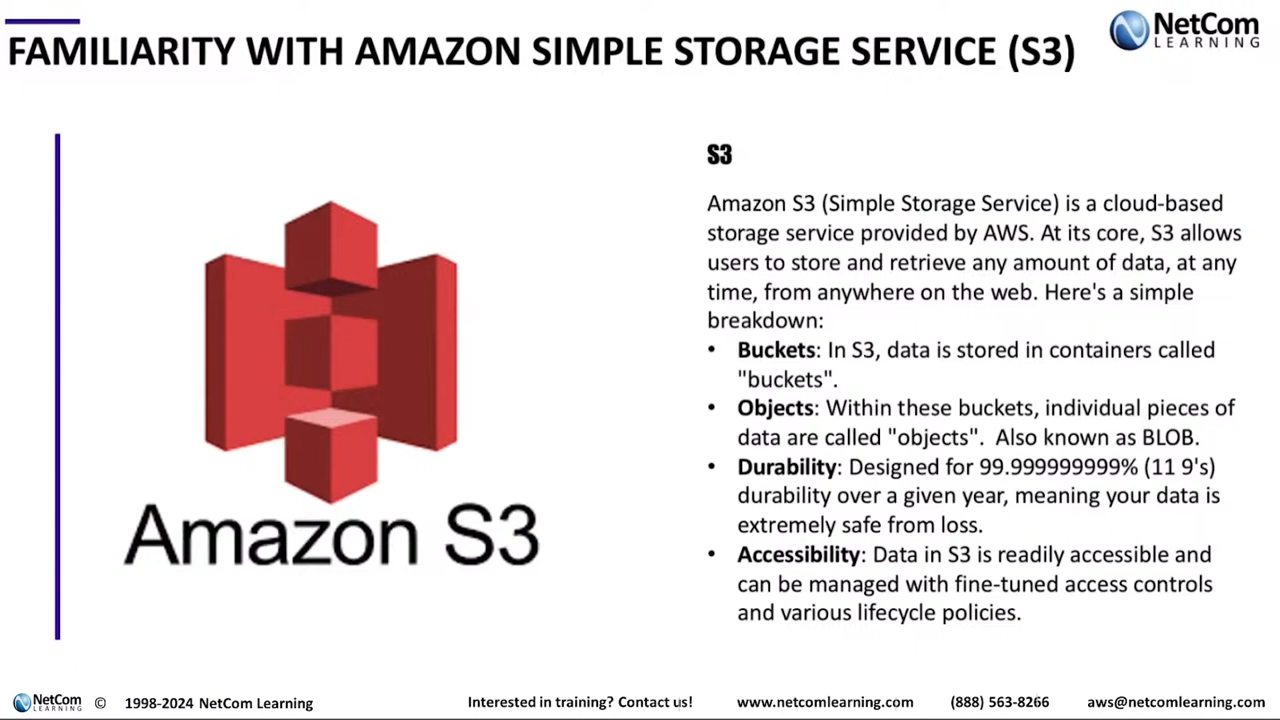 FAMILIARITY WITH AMAZON SIMPLE STORAGE SERVICE (S3)
NetCom
LEARNING
S3
Amazon S3 (Simple Storage Service) is a cloud-based
storage service provided by AWS. At its core, S3 allows
users to store and retrieve any amount of data, at any
time, from anywhere on the web. Here's a simple
breakdown:
• Buckets: In S3, data is stored in containers called
"buckets".
• Objects: Within these buckets, individual pieces of
data are called "objects".  Also known as BLOB.
• Durability: Designed for 99.999999999% (11 9's)
durability over a given year, meaning your data is
extremely safe from loss.
• Accessibility: Data in S3 is readily accessible and
can be managed with fine-tuned access controls
and various lifecycle policies.
Amazon S3
NetCom
LEARNING
© 1998-2024 NetCom Learning Interested in training? Contact us! www.netcomlearning.com (888) 563-8266 aws@netcomlearning.com